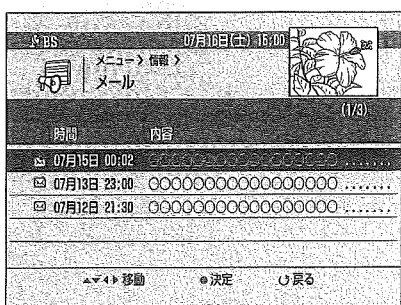 BS 07月16日(土) 15:00
メニュー 〉 情報 〉
メール
(1/3)
時間 内容
07月15日 00:02 ○○○○○○○○○○○○○○○○○ .......
07月13日 23:00 ○○○○○○○○○○○○○○○○○ .......
07月12日 21:30 ○○○○○○○○○○○○○○○○○ .......
▲▼◀▶ 移動 ●決定 戻る